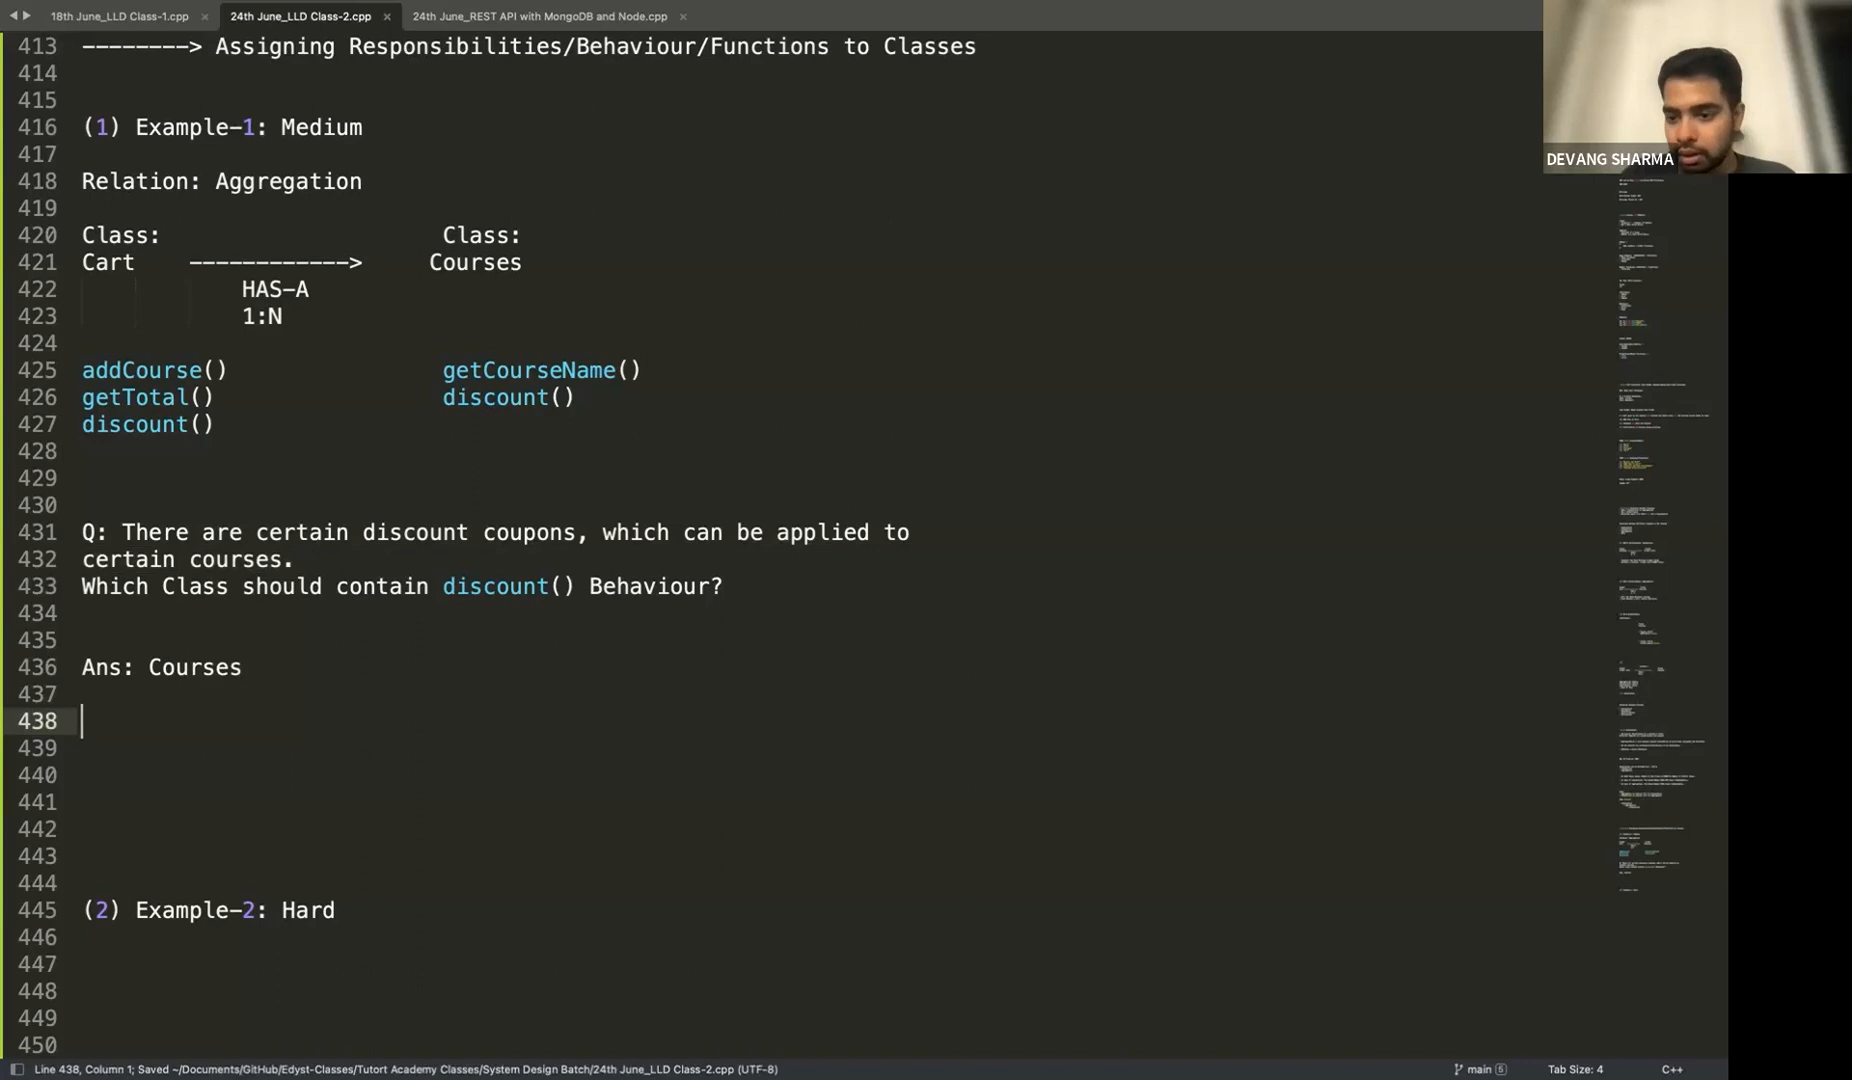 18th June_LLD Class-1.cpp × 24th June_LLD Class-2.cpp × 24th June_REST API with MongoDB and Node.cpp ×
413 --------> Assigning Responsibilities/Behaviour/Functions to Classes
414
415
416 (1) Example-1: Medium
417
418 Relation: Aggregation
419
420 Class: Class:
421 Cart ------------> Courses
422 HAS-A
423 1:N
424
425 addCourse() getCourseName()
426 getTotal() discount()
427 discount()
428
429
430
431 Q: There are certain discount coupons, which can be applied to
432 certain courses.
433 Which Class should contain discount() Behaviour?
434
435
436 Ans: Courses
437
438
439
440
441
442
443
444
445 (2) Example-2: Hard
446
447
448
449
450
DEVANG SHARMA
Line 438, Column 1; Saved ~/Documents/GitHub/Edyst-Classes/Tutort Academy Classes/System Design Batch/24th June_LLD Class-2.cpp (UTF-8) main 5 Tab Size: 4 C++